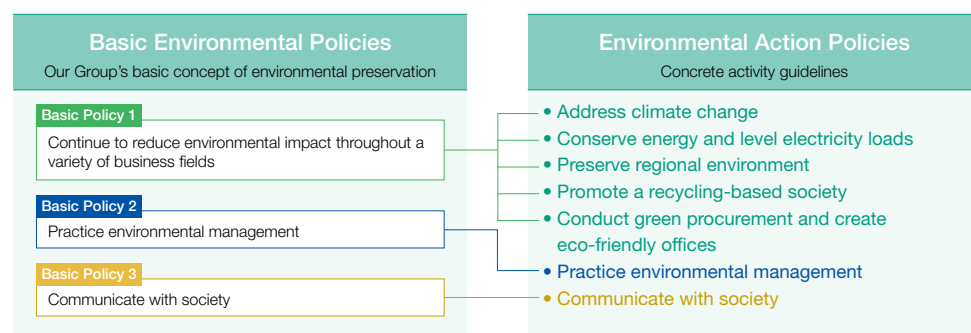 Basic Environmental Policies
Our Group's basic concept of environmental preservation
Basic Policy 1
Continue to reduce environmental impact throughout a
variety of business fields
Basic Policy 2
Practice environmental management
Basic Policy 3
Communicate with society
Environmental Action Policies
Concrete activity guidelines
• Address climate change
• Conserve energy and level electricity loads
• Preserve regional environment
• Promote a recycling-based society
• Conduct green procurement and create
eco-friendly offices
• Practice environmental management
• Communicate with society